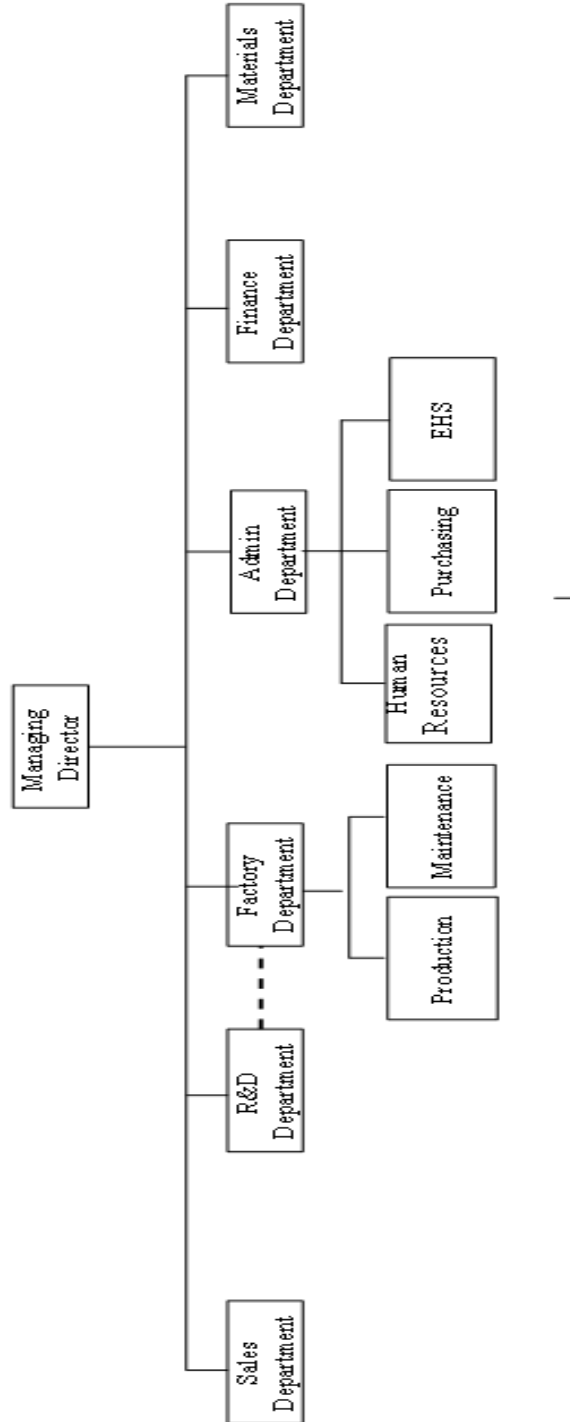 Managing
Director
Sales
Department
R&D
Department
Factory
Department
Admin
Department
Finance
Department
Materials
Department
Production
Maintenance
Human
Resources
Purchasing
EHS